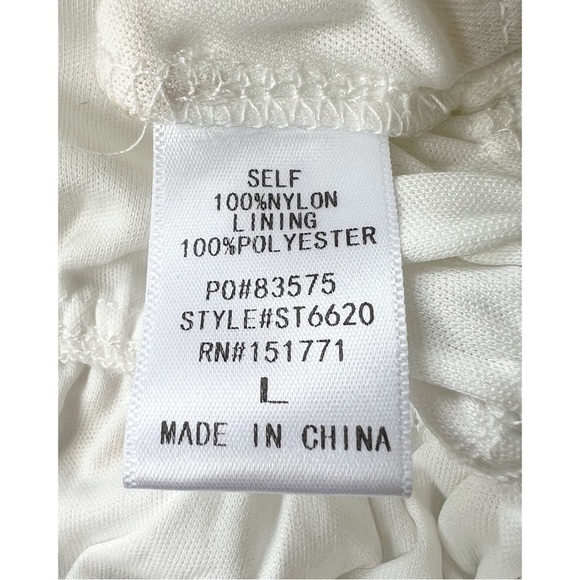 SELF
100%NYLON
LINING
100%POLYESTER
PO#83575
STYLE#ST6620
RN#151771
L
MADE IN CHINA